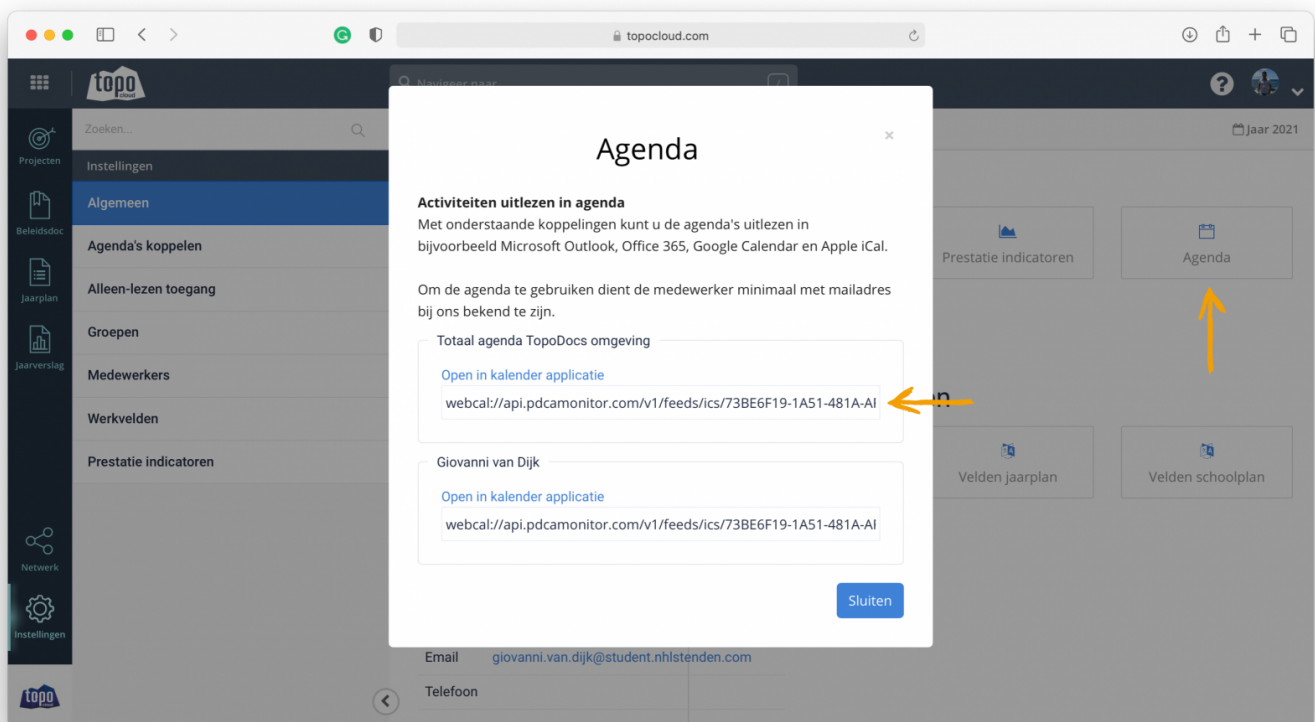 topocloud.com
topo
cloud
Navigeer naar
/
?
Zoeken...
Jaar 2021
Projecten
Beleidsdoc
Jaarplan
Jaarverslag
Netwerk
Instellingen
topo
cloud
Instellingen
Algemeen
Agenda's koppelen
Alleen-lezen toegang
Groepen
Medewerkers
Werkvelden
Prestatie indicatoren
Agenda
×
Activiteiten uitlezen in agenda
Met onderstaande koppelingen kunt u de agenda's uitlezen in
bijvoorbeeld Microsoft Outlook, Office 365, Google Calendar en Apple iCal.
Om de agenda te gebruiken dient de medewerker minimaal met mailadres
bij ons bekend te zijn.
Totaal agenda TopoDocs omgeving
Open in kalender applicatie
webcal://api.pdcamonitor.com/v1/feeds/ics/73BE6F19-1A51-481A-A
Giovanni van Dijk
Open in kalender applicatie
webcal://api.pdcamonitor.com/v1/feeds/ics/73BE6F19-1A51-481A-A
Sluiten
Prestatie indicatoren
Agenda
en
Velden jaarplan
Velden schoolplan
Email giovanni.van.dijk@student.nhlstenden.com
Telefoon